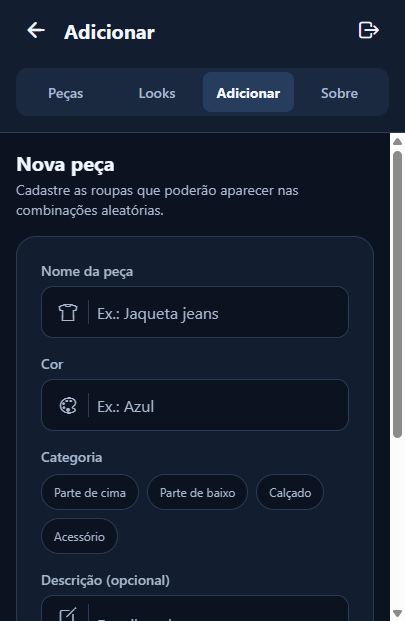 Adicionar
Peças
Looks
Adicionar
Sobre
Nova peça
Cadastre as roupas que poderão aparecer nas
combinações aleatórias.
Nome da peça
Ex.: Jaqueta jeans
Cor
Ex.: Azul
Categoria
Parte de cima
Parte de baixo
Calçado
Acessório
Descrição (opcional)